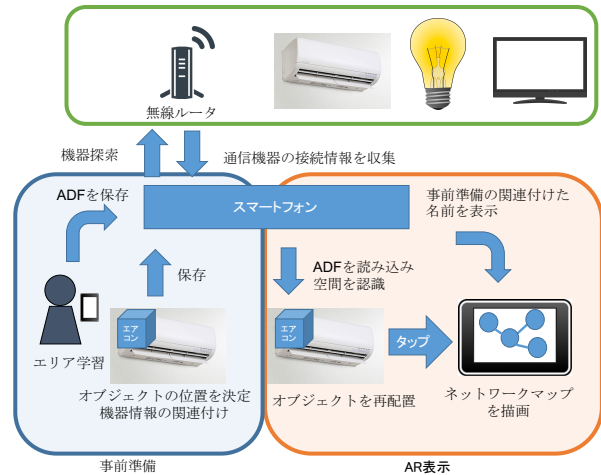 無線ルータ
機器探索
通信機器の接続情報を収集
ADFを保存
スマートフォン
事前準備の関連付けた
名前を表示
保存
ADFを読み込み
空間を認識
エア
コン
エア
コン
タップ
エリア学習
オブジェクトの位置を決定
機器情報の関連付け
オブジェクトを再配置
ネットワークマップ
を描画
事前準備
AR表示